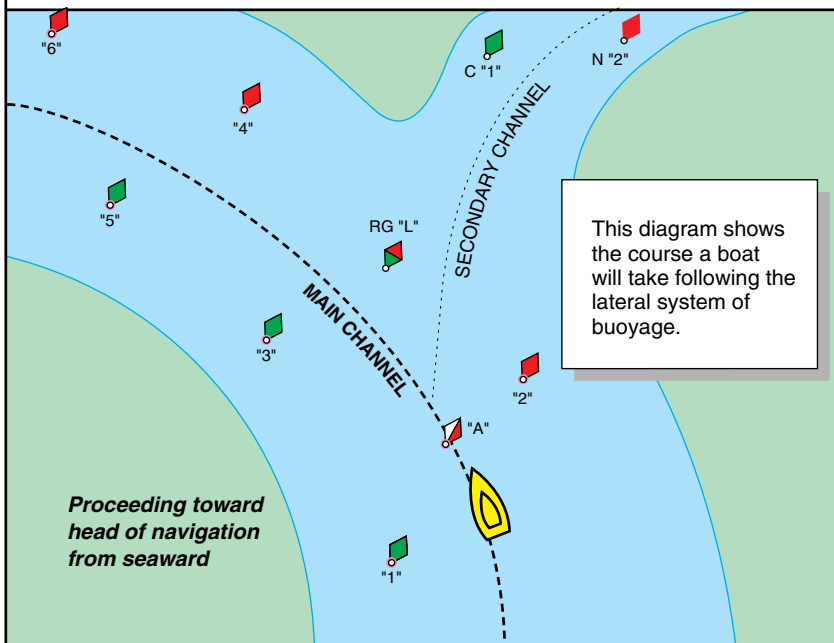 "6"
C "1"
N "2"
"4"
SECONDARY CHANNEL
"5"
RG "L"
This diagram shows
the course a boat
will take following the
lateral system of
buoyage.
MAIN CHANNEL
"3"
"2"
"A"
Proceeding toward
head of navigation
from seaward
"1"